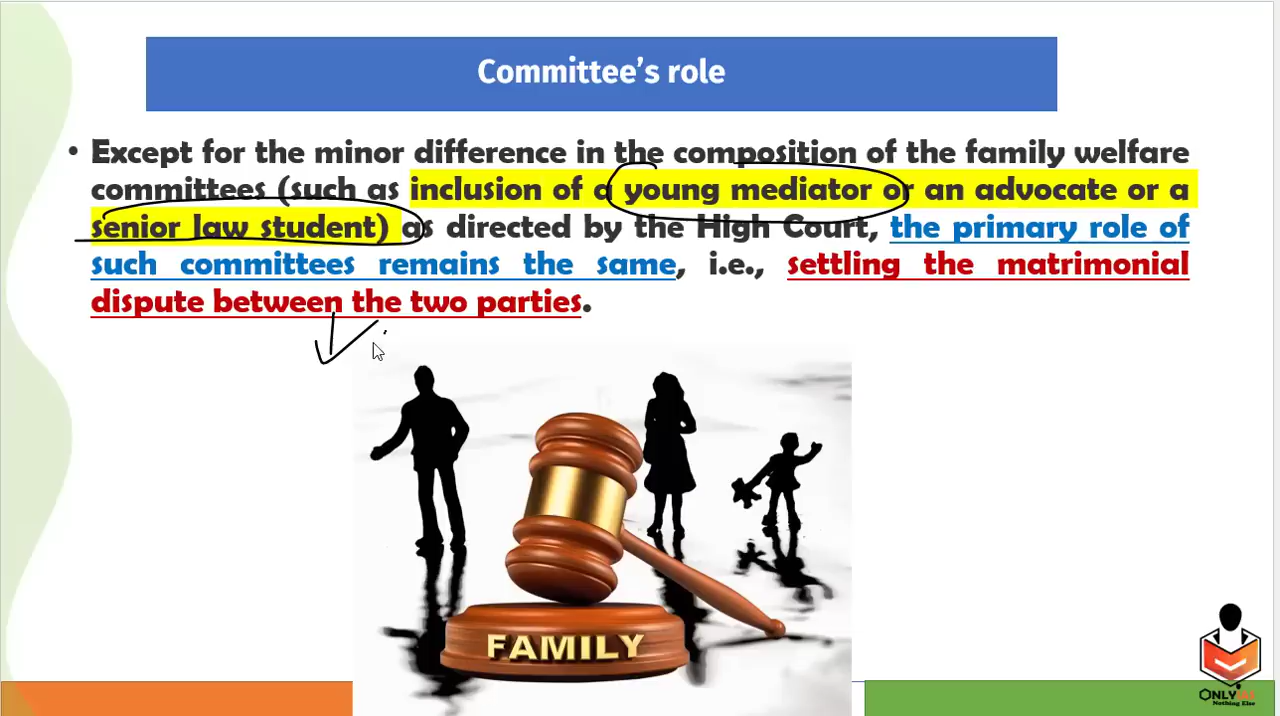 Committee's role
• Except for the minor difference in the composition of the family welfare
committees (such as inclusion of a young mediator or an advocate or a
senior law student) as directed by the High Court, the primary role of
such committees remains the same, i.e., settling the matrimonial
dispute between the two parties.
FAMILY
ONLY
Nothing Else